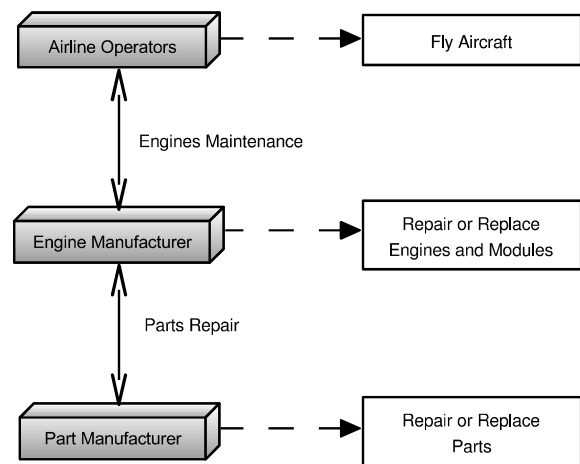 Airline Operators
Fly Aircraft
Engines Maintenance
Engine Manufacturer
Repair or Replace
Engines and Modules
Parts Repair
Part Manufacturer
Repair or Replace
Parts